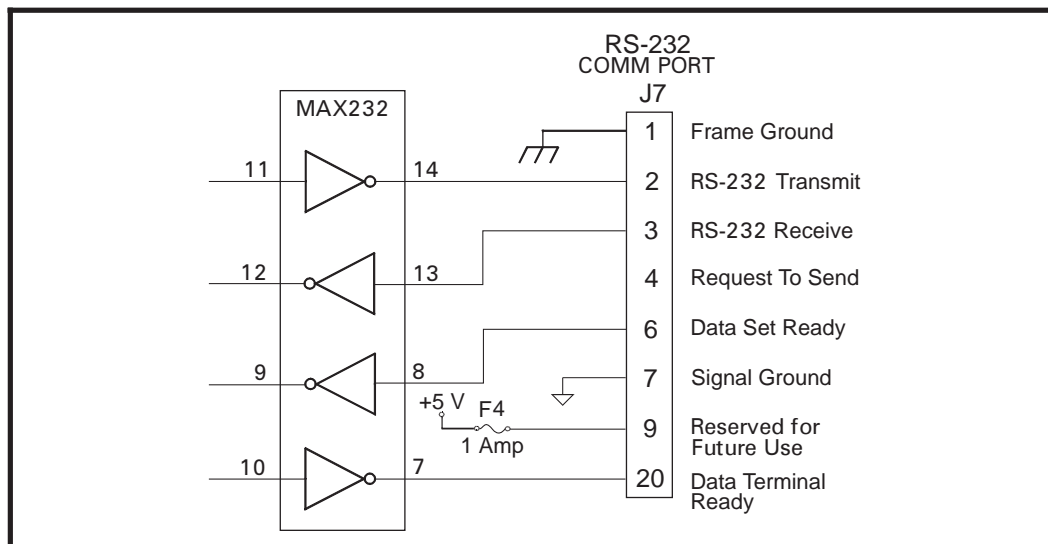 RS-232
COMM PORT
J7
MAX232
1 Frame Ground
11 14 2 RS-232 Transmit
3 RS-232 Receive
12 13 4 Request To Send
6 Data Set Ready
9 8 7 Signal Ground
+5 V F4
1 Amp
9 Reserved for
Future Use
10 7 20 Data Terminal
Ready